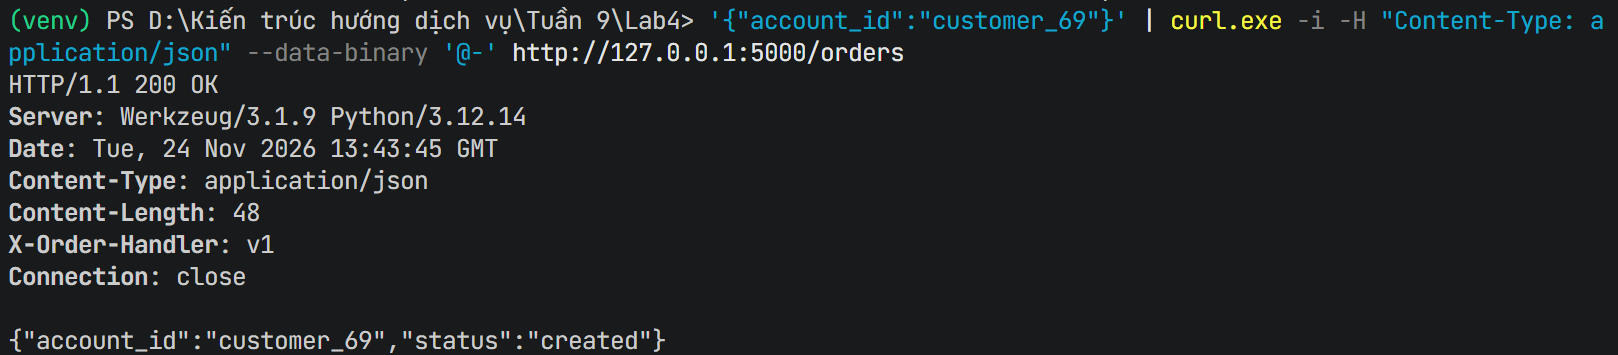 (venv) PS D:\Kiến trúc hướng dịch vụ\Tuần 9\Lab4> '{"account_id":"customer_69"}' | curl.exe -i -H "Content-Type: a
pplication/json" --data-binary '@-' http://127.0.0.1:5000/orders
HTTP/1.1 200 OK
Server: Werkzeug/3.1.9 Python/3.12.14
Date: Tue, 24 Nov 2026 13:43:45 GMT
Content-Type: application/json
Content-Length: 48
X-Order-Handler: v1
Connection: close
{"account_id":"customer_69","status":"created"}